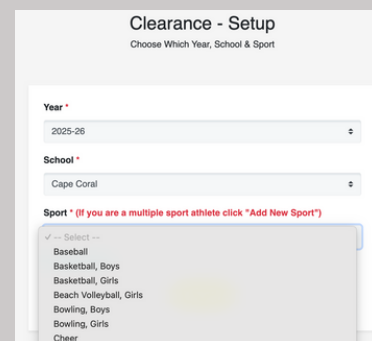 Clearance - Setup
Choose Which Year, School & Sport
Year *
2025-26
School *
Cape Coral
Sport * (If you are a multiple sport athlete click "Add New Sport")
✓ -- Select --
Baseball
Basketball, Boys
Basketball, Girls
Beach Volleyball, Girls
Bowling, Boys
Bowling, Girls
Cheer